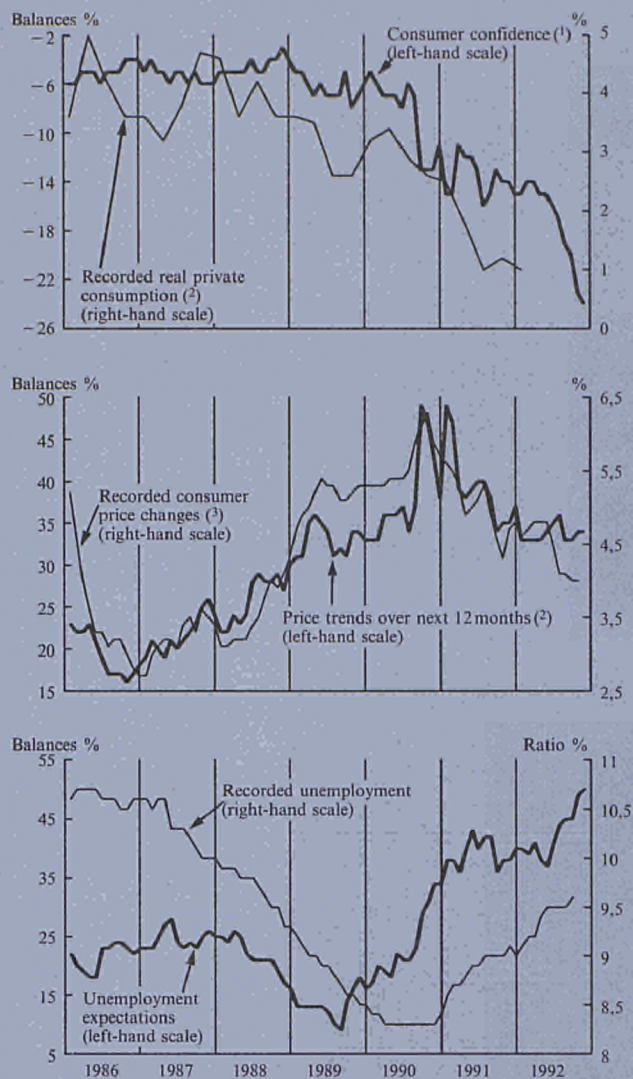 Balances % %
−2 5
−6 4
−10
3
−14
2
−18
−22 1
−26 0
Consumer confidence (¹)
(left-hand scale)
Recorded real private
consumption (²)
(right-hand scale)
Balances % %
50 6,5
45
40 5,5
35
30 4,5
25
20 3,5
15 2,5
Recorded consumer
price changes (³)
(right-hand scale)
Price trends over next 12 months (²)
(left-hand scale)
Balances % Ratio %
55 11
10,5
45
10
35 9,5
25
9
15
8,5
5 8
Recorded unemployment
(right-hand scale)
Unemployment
expectations
(left-hand scale)
1986 1987 1988 1989 1990 1991 1992